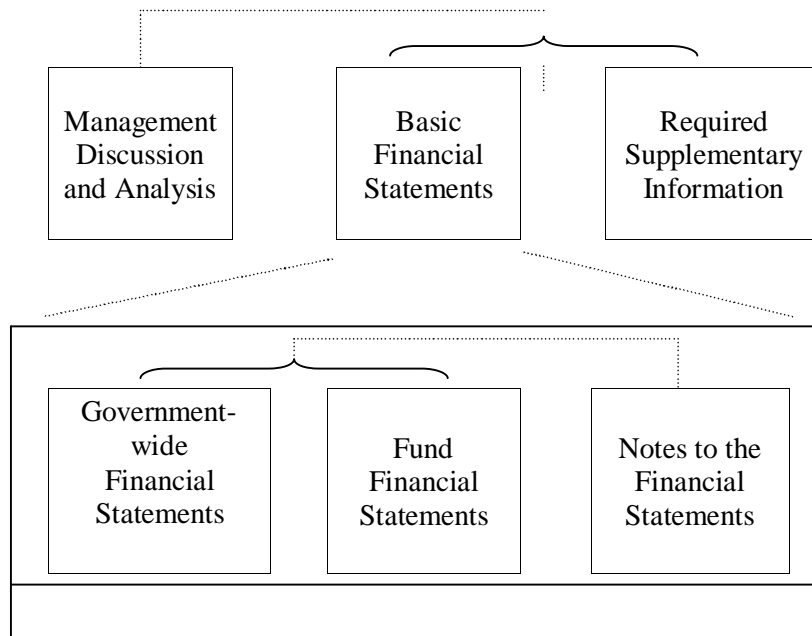 Management
Discussion
and Analysis
Basic
Financial
Statements
Required
Supplementary
Information
Government-
wide
Financial
Statements
Fund
Financial
Statements
Notes to the
Financial
Statements